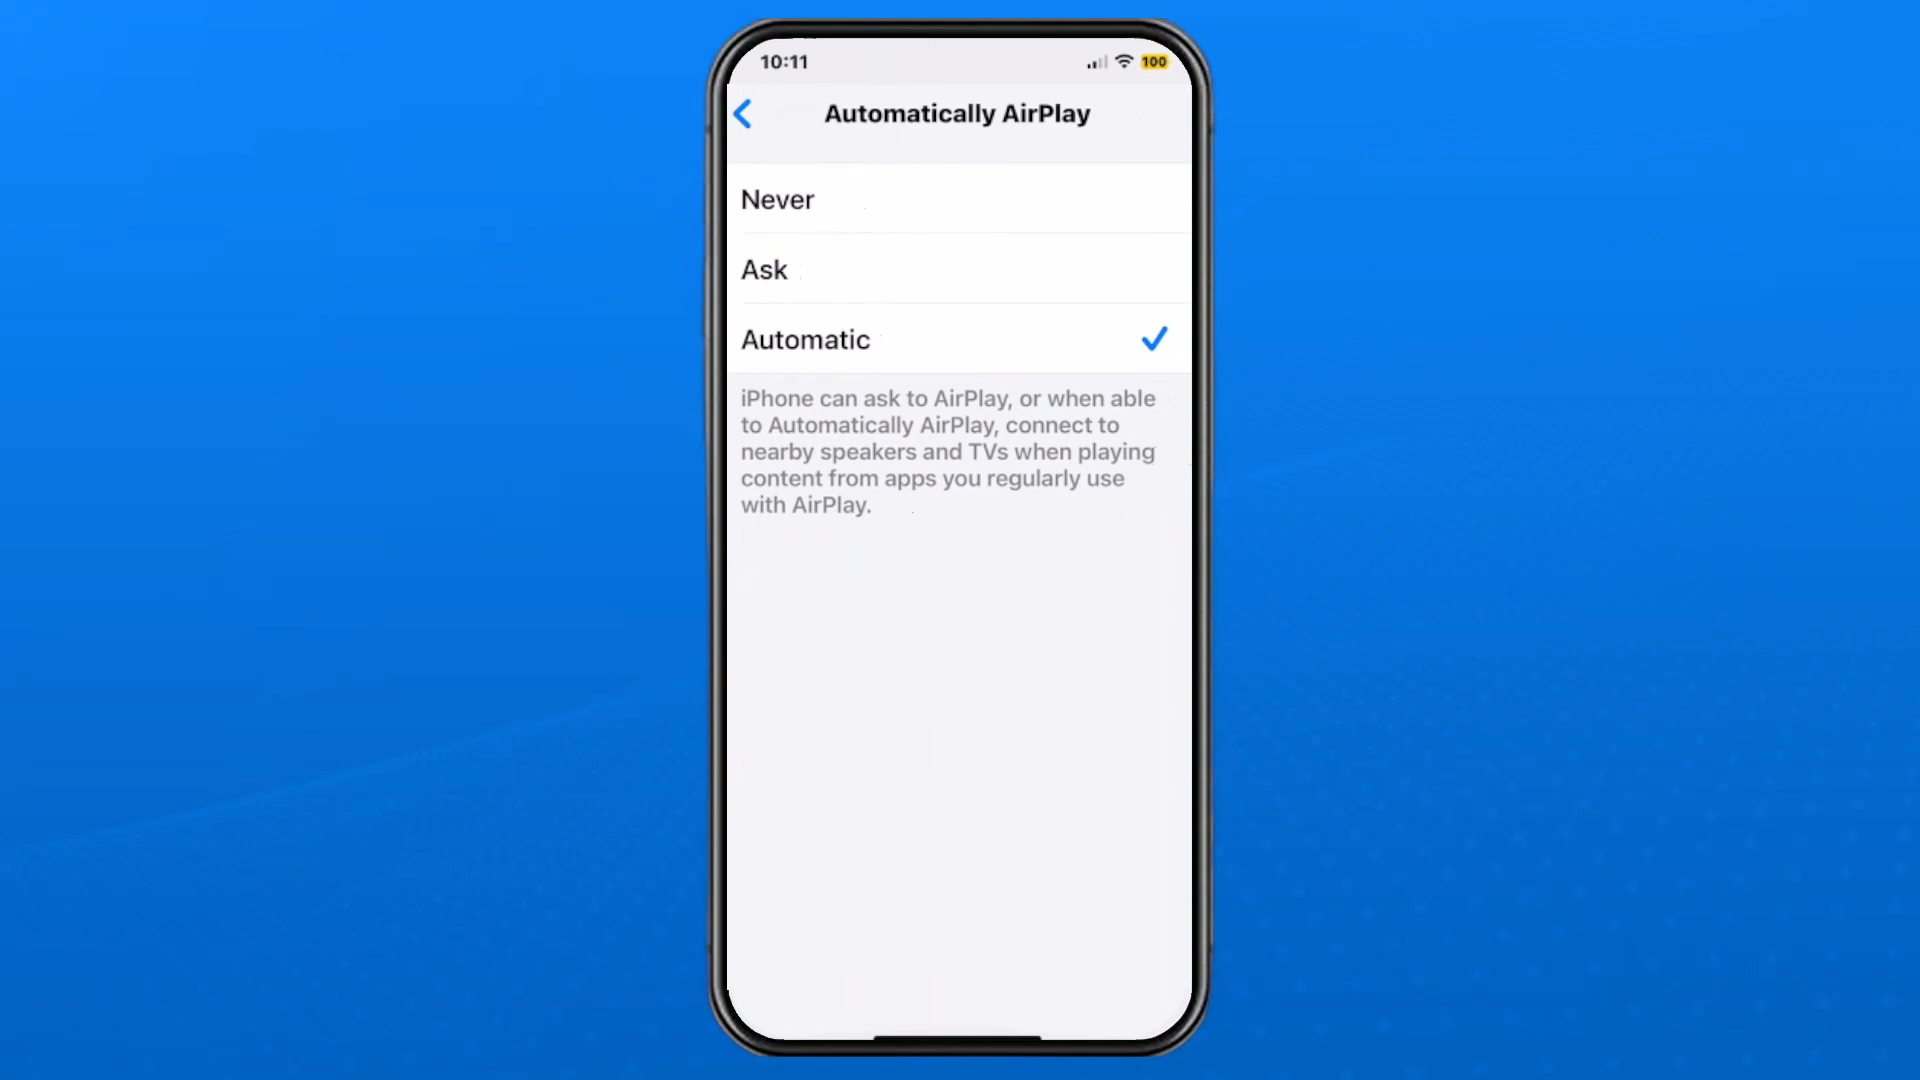 10:11
100
Automatically AirPlay
Never
Ask
Automatic
iPhone can ask to AirPlay, or when able
to Automatically AirPlay, connect to
nearby speakers and TVs when playing
content from apps you regularly use
with AirPlay.